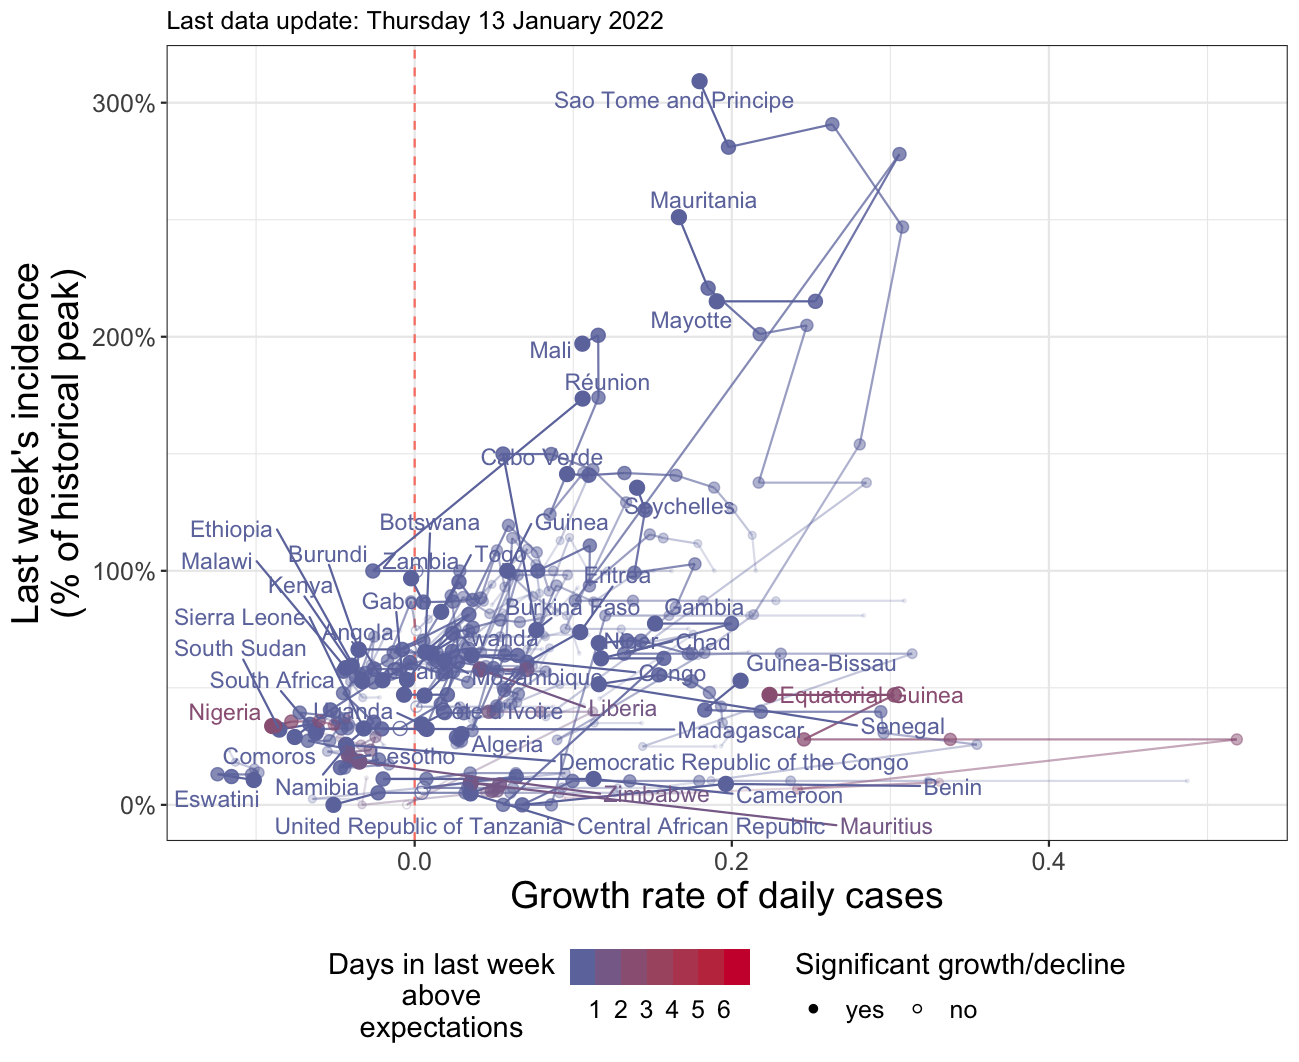 Last data update: Thursday 13 January 2022
Last week's incidence
(% of historical peak)
300%
200%
100%
0%
Sao Tome and Principe
Mauritania
Mayotte
Mali
Réunion
Cabo Verde
Seychelles
Ethiopia
Botswana
Guinea
Malawi
Burundi
Zambia
Togo
Eritrea
Kenya
Gabon
Burkina Faso
Gambia
Sierra Leone
Angola
Rwanda
Niger
Chad
South Sudan
Guinea-Bissau
South Africa
Mozambique
Congo
Equatorial Guinea
Nigeria
Uganda
Côte d'Ivoire
Liberia
Senegal
Madagascar
Algeria
Comoros
Lesotho
Democratic Republic of the Congo
Namibia
Benin
Eswatini
Zimbabwe
Cameroon
United Republic of Tanzania
Central African Republic
Mauritius
0.0
0.2
0.4
Growth rate of daily cases
Days in last week
above
expectations
1 2 3 4 5 6
Significant growth/decline
yes
no